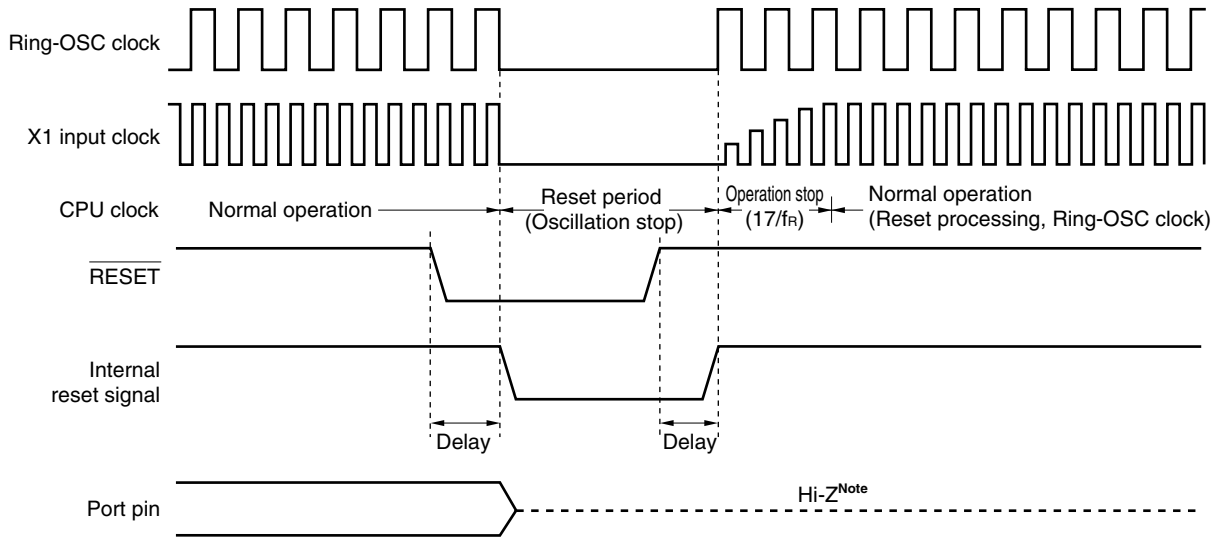 Ring-OSC clock
X1 input clock
CPU clock
Normal operation
Reset period
(Oscillation stop)
Operation stop
(17/fR)
Normal operation
(Reset processing, Ring-OSC clock)
RESET
Internal
reset signal
Delay
Delay
Port pin
Hi-ZNote